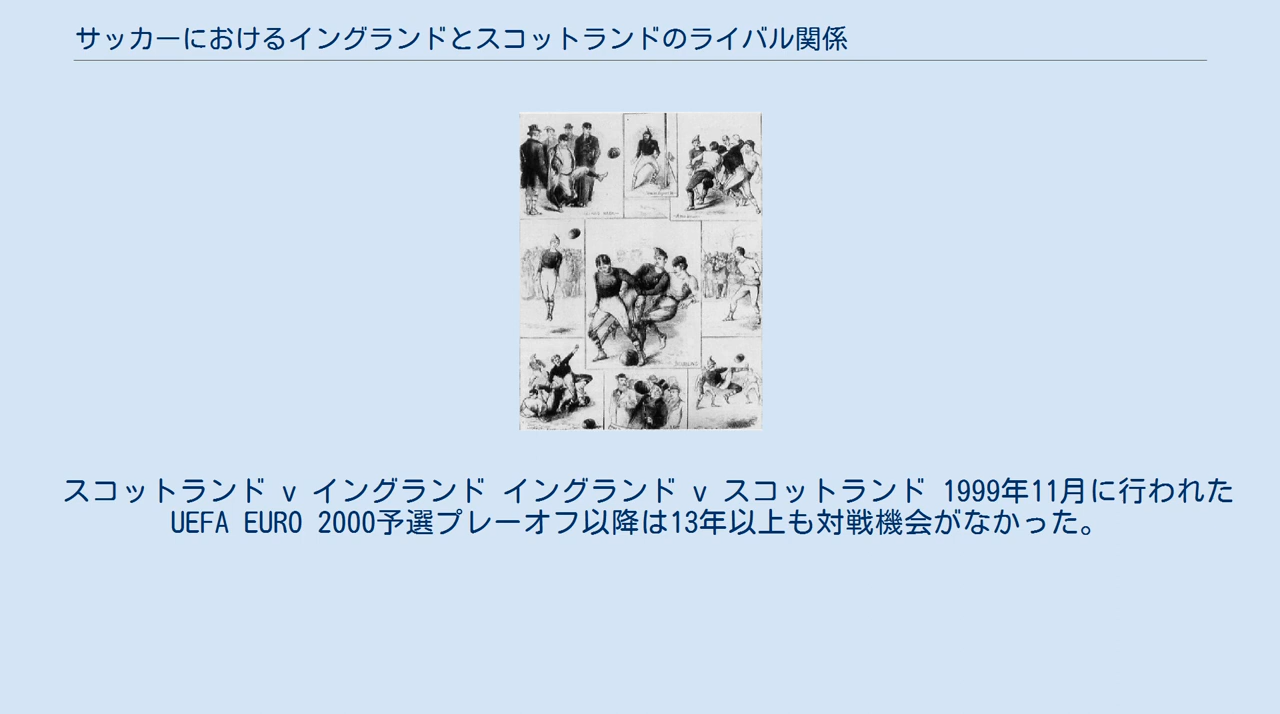 サッカーにおけるイングランドとスコットランドのライバル関係
スコットランド v イングランド イングランド v スコットランド 1999年11月に行われた
UEFA EURO 2000予選プレーオフ以降は13年以上も対戦機会がなかった。